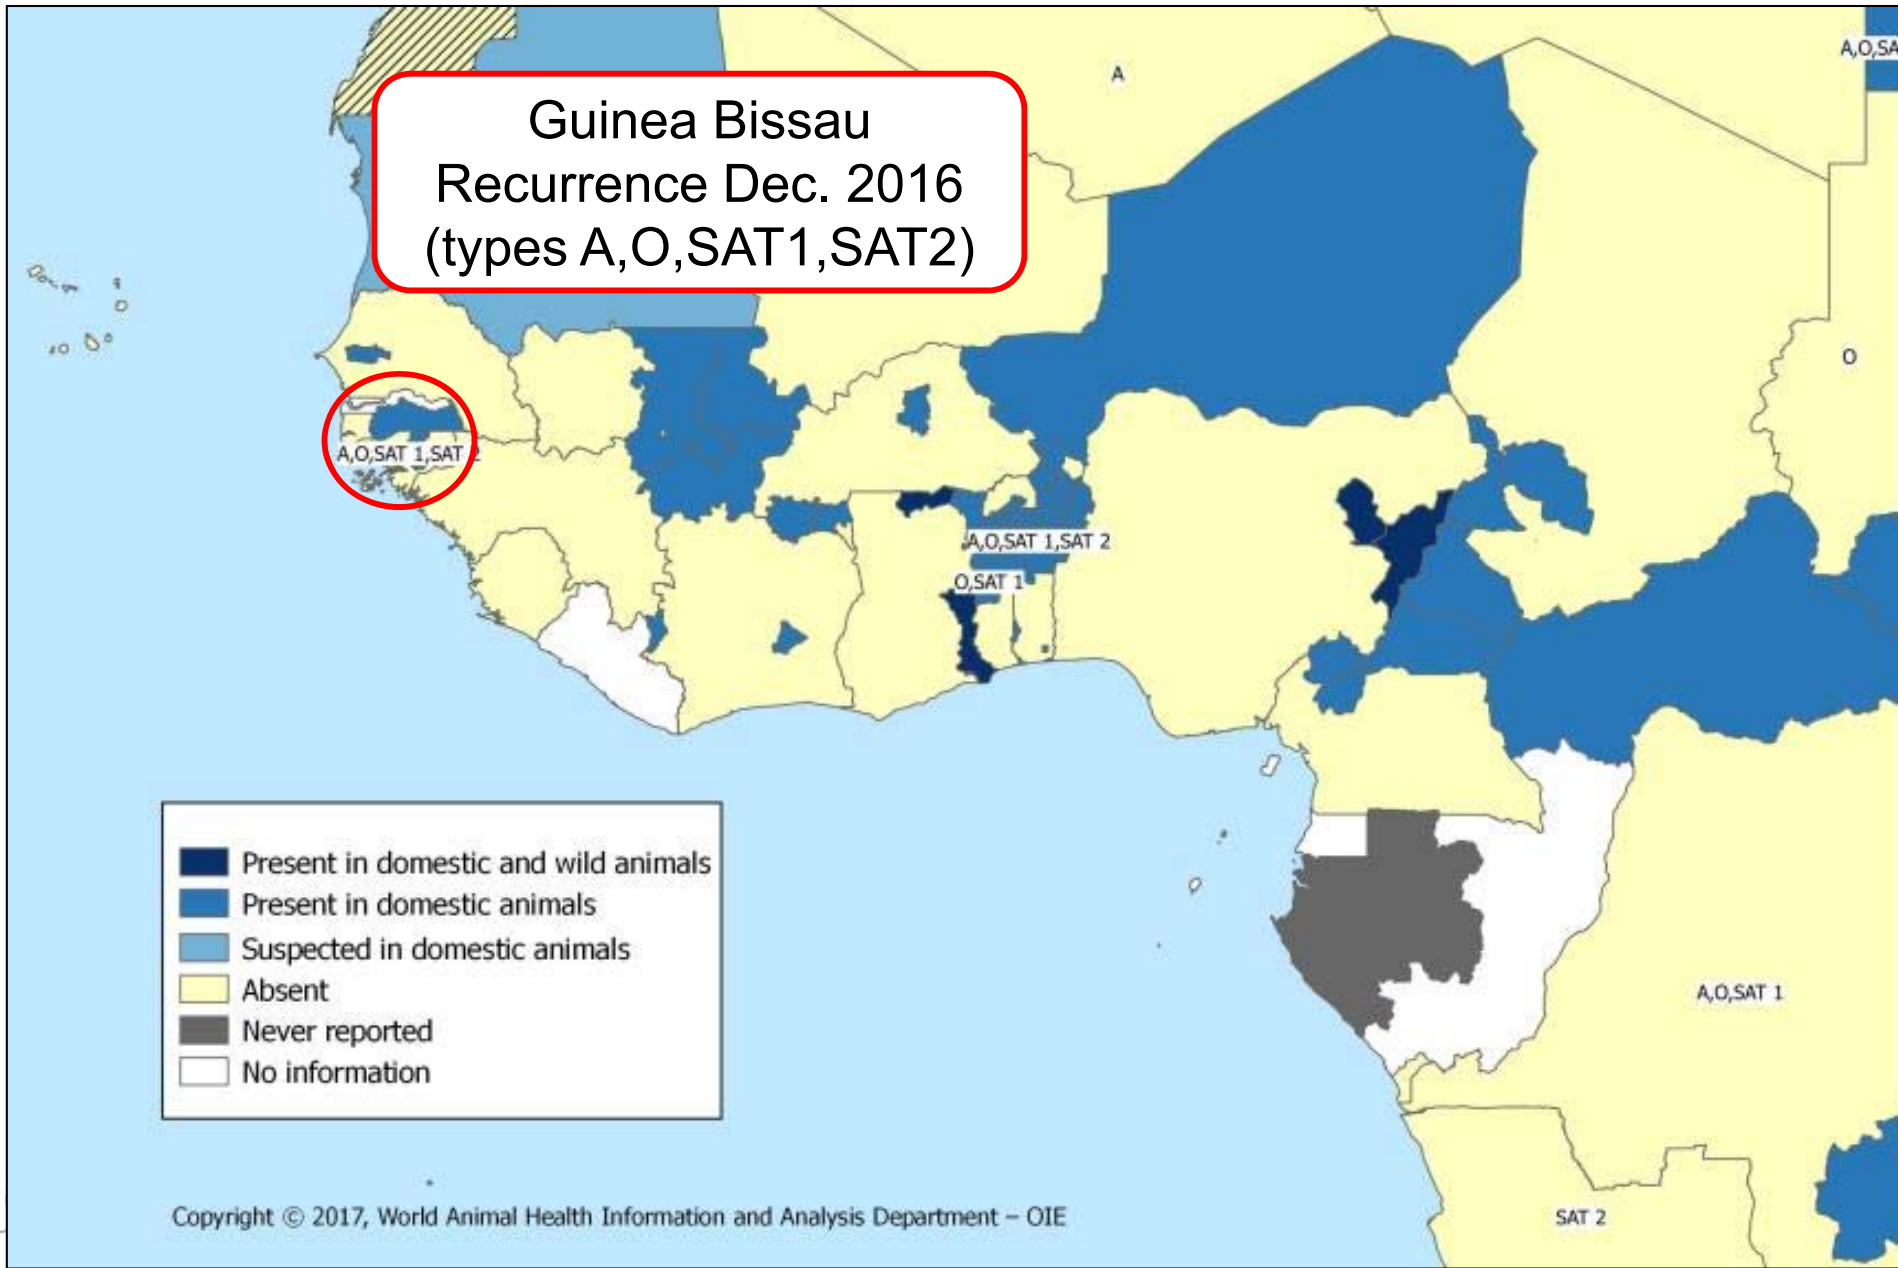 A
A,O,SA
Guinea Bissau
Recurrence Dec. 2016
(types A,O,SAT1,SAT2)
O
A,O,SAT 1,SAT 2
A,O,SAT 1,SAT 2
O,SAT 1
Present in domestic and wild animals
Present in domestic animals
Suspected in domestic animals
Absent
Never reported
No information
A,O,SAT 1
SAT 2
Copyright © 2017, World Animal Health Information and Analysis Department – OIE